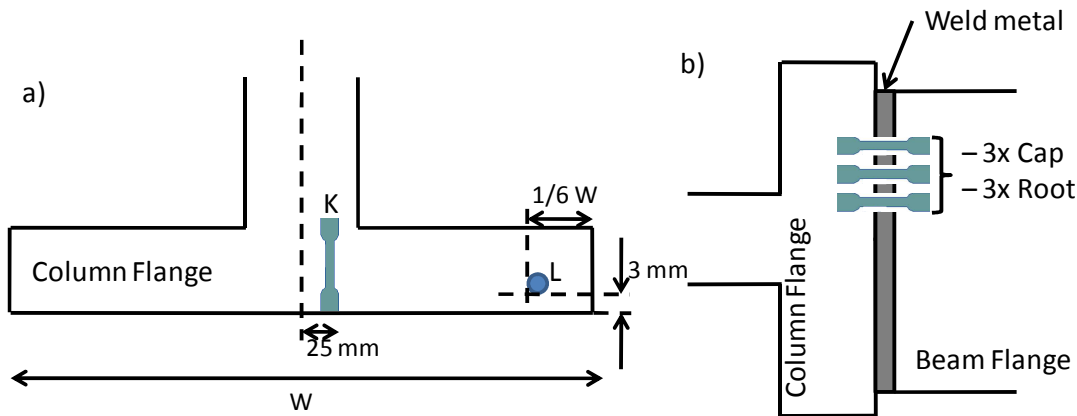 a)
K
1/6 W
L
Column Flange
3 mm
25 mm
W
Weld metal
b)
– 3x Cap
– 3x Root
Column Flange
Beam Flange